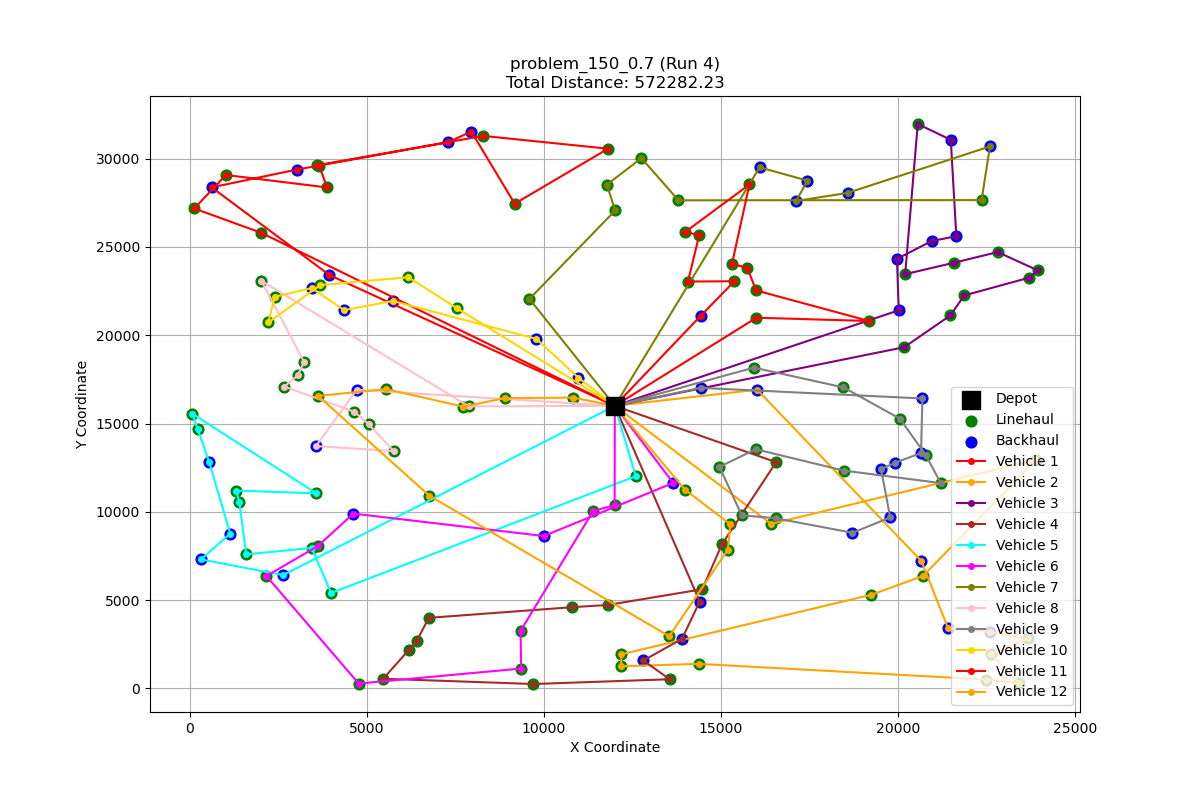 problem_150_0.7 (Run 4)
Total Distance: 572282.23
Y Coordinate
30000
25000
20000
15000
10000
5000
0
0
5000
10000
15000
20000
25000
X Coordinate
Depot
Linehaul
Backhaul
Vehicle 1
Vehicle 2
Vehicle 3
Vehicle 4
Vehicle 5
Vehicle 6
Vehicle 7
Vehicle 8
Vehicle 9
Vehicle 10
Vehicle 11
Vehicle 12